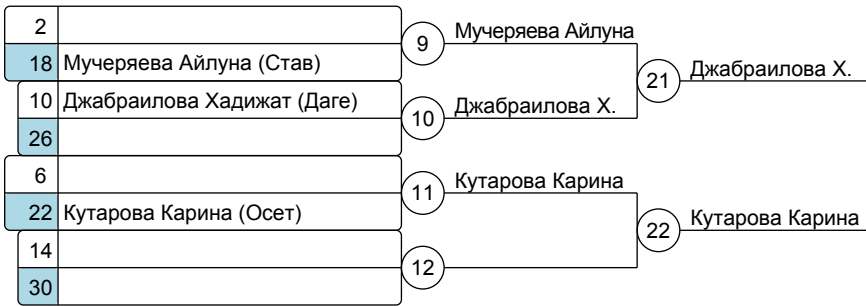 2
18 Мучеряева Айлуна (Став)
10 Джабраилова Хадижат (Даге)
26
6
22 Кутарова Карина (Осет)
14
30
9 Мучеряева Айлуна
10 Джабраилова Х.
11 Кутарова Карина
12
21 Джабраилова Х.
22 Кутарова Карина